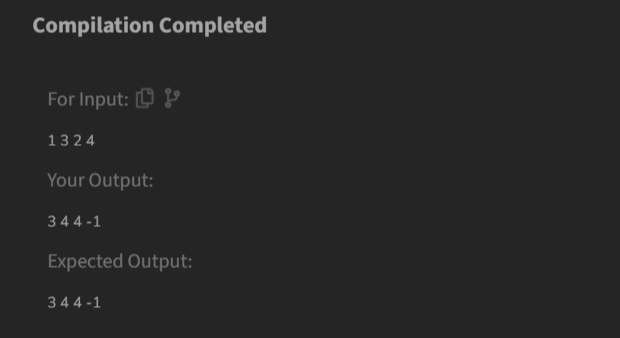 Compilation Completed
For Input:
1 3 2 4
Your Output:
3 4 4 -1
Expected Output:
3 4 4 -1